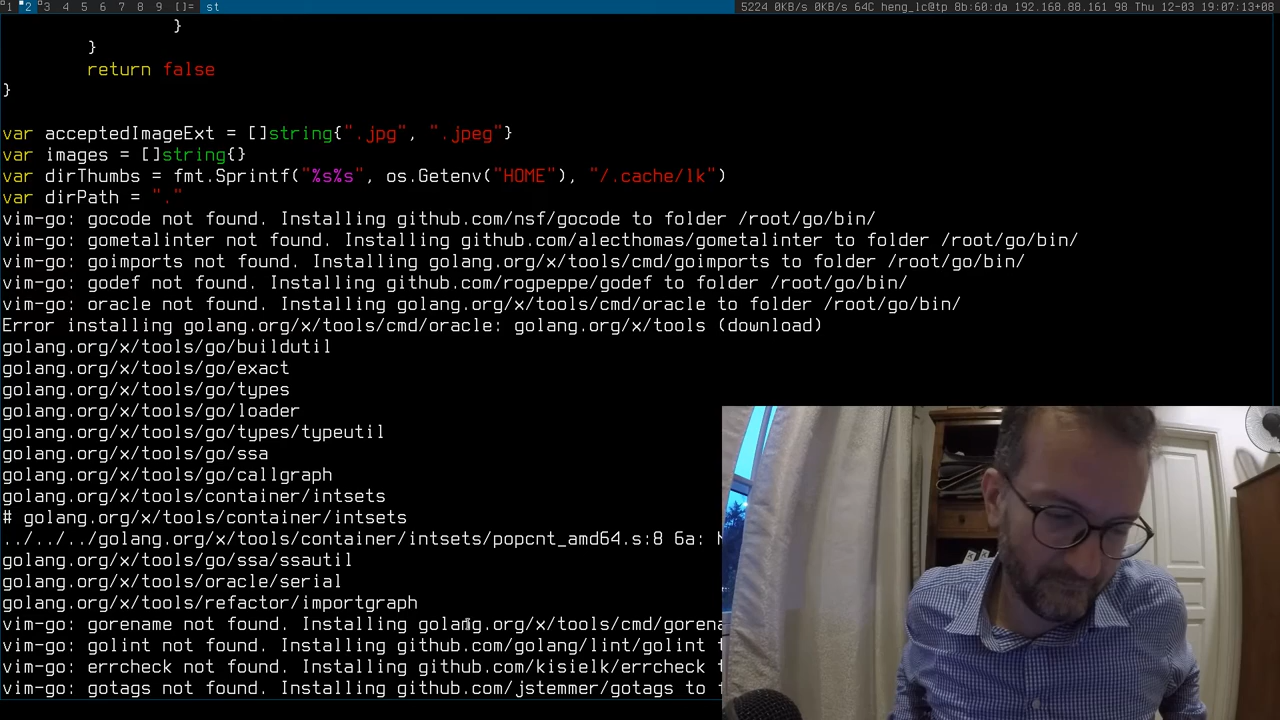 1 2 3 4 5 6 7 8 9 []= st 5224 0KB/s 0KB/s 64C heng_lc@tp 8b:60:da 192.168.88.161 98 Thu 12-03 19:07:13+08
}
}
return false
}
var acceptedImageExt = []string{".jpg", ".jpeg"}
var images = []string{}
var dirThumbs = fmt.Sprintf("%s%s", os.Getenv("HOME"), "/.cache/lk")
var dirPath = "."
vim-go: gocode not found. Installing github.com/nsf/gocode to folder /root/go/bin/
vim-go: gometalinter not found. Installing github.com/alecthomas/gometalinter to folder /root/go/bin/
vim-go: goimports not found. Installing golang.org/x/tools/cmd/goimports to folder /root/go/bin/
vim-go: godef not found. Installing github.com/rogpeppe/godef to folder /root/go/bin/
vim-go: oracle not found. Installing golang.org/x/tools/cmd/oracle to folder /root/go/bin/
Error installing golang.org/x/tools/cmd/oracle: golang.org/x/tools (download)
golang.org/x/tools/go/buildutil
golang.org/x/tools/go/exact
golang.org/x/tools/go/types
golang.org/x/tools/go/loader
golang.org/x/tools/go/types/typeutil
golang.org/x/tools/go/ssa
golang.org/x/tools/go/callgraph
golang.org/x/tools/container/intsets
# golang.org/x/tools/container/intsets
../../../golang.org/x/tools/container/intsets/popcnt_amd64.s:8 6a:
golang.org/x/tools/go/ssa/ssautil
golang.org/x/tools/oracle/serial
golang.org/x/tools/refactor/importgraph
vim-go: gorename not found. Installing golang.org/x/tools/cmd/gorena
vim-go: golint not found. Installing github.com/golang/lint/golint
vim-go: errcheck not found. Installing github.com/kisielk/errcheck
vim-go: gotags not found. Installing github.com/jstemmer/gotags to